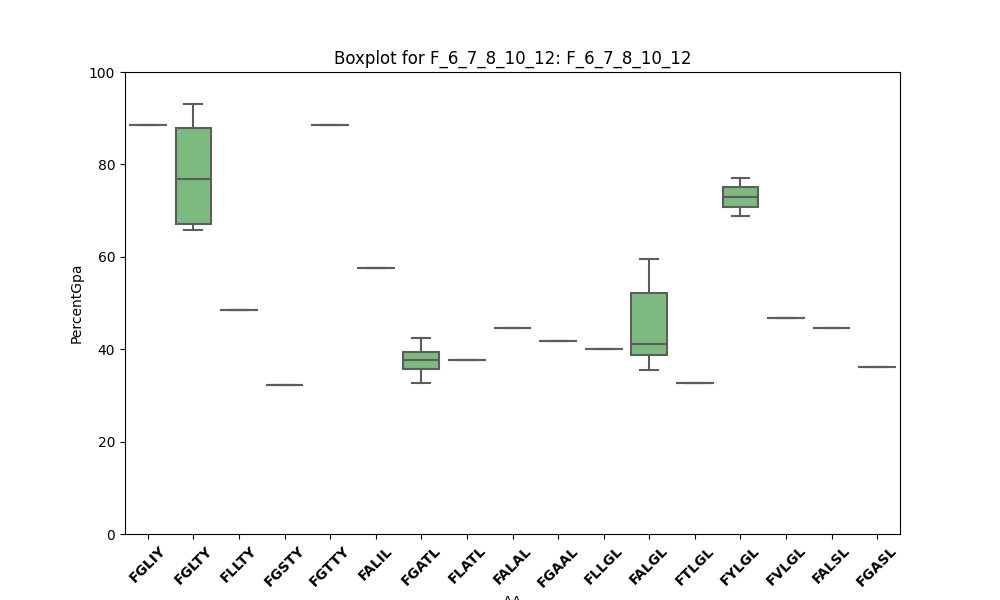 Boxplot for F_6_7_8_10_12: F_6_7_8_10_12
PercentGpa
100
80
60
40
20
0
FGLIY
FGLTY
FLLTY
FGSTY
FGTTY
FALIL
FGATL
FLATL
FALAL
FGAAL
FLLGL
FALGL
FTLGL
FYLGL
FVLGL
FALSL
FGASL
AA